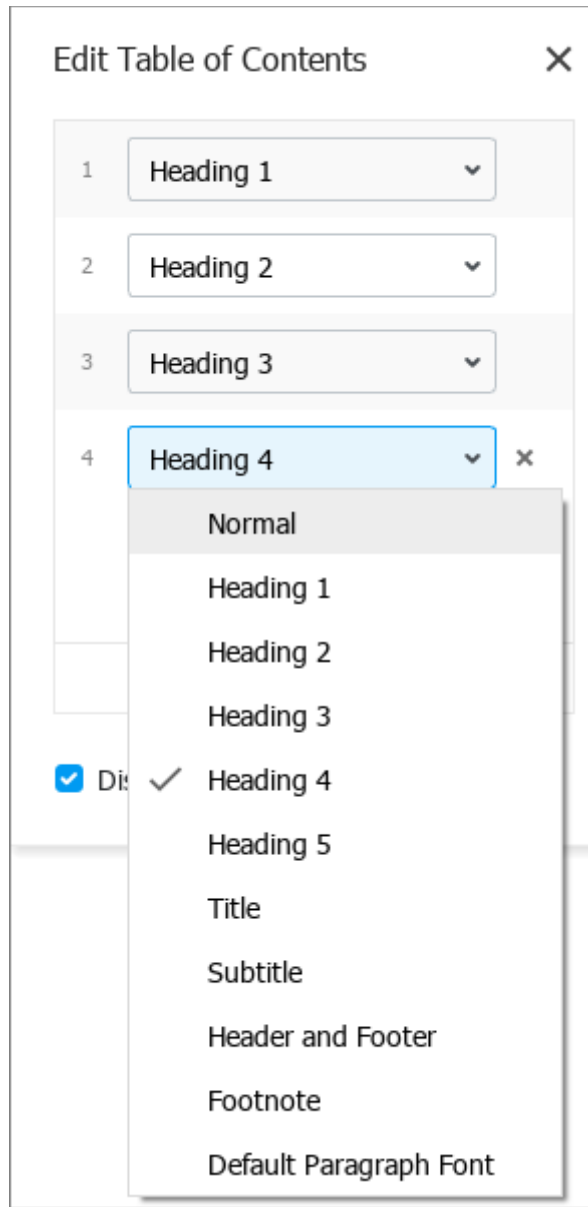 Edit Table of Contents
1 Heading 1
2 Heading 2
3 Heading 3
4 Heading 4
Normal
Heading 1
Heading 2
Heading 3
Heading 4
Heading 5
Title
Subtitle
Header and Footer
Footnote
Default Paragraph Font